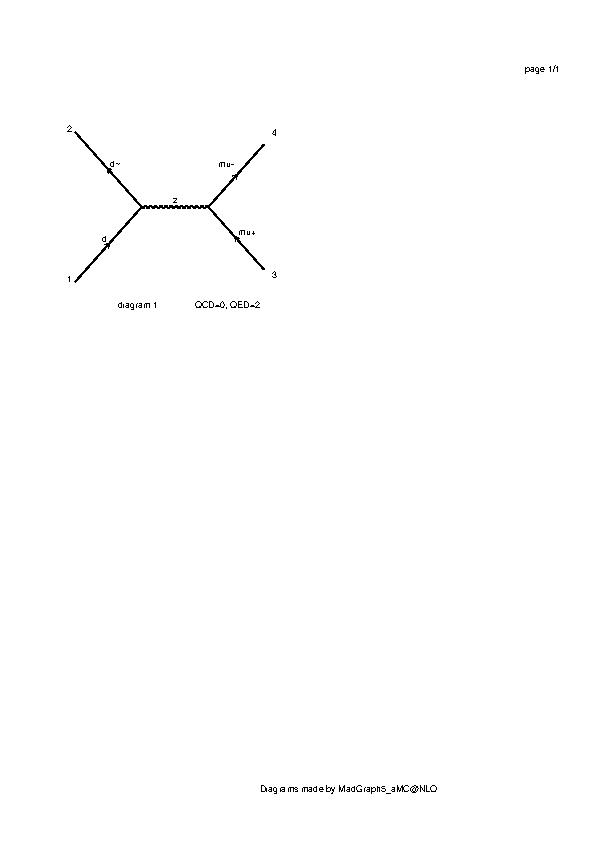 page 1/1
2
4
d~
mu-
z
d
mu+
1
3
diagram 1 QCD=0, QED=2
Diagrams made by MadGraph5_aMC@NLO